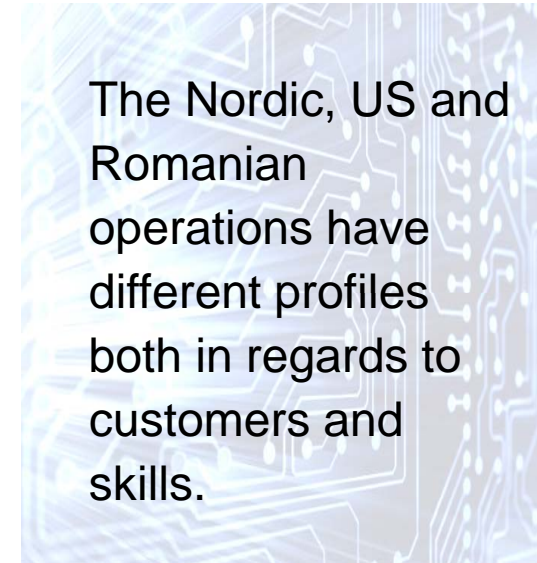 The Nordic, US and
Romanian
operations have
different profiles
both in regards to
customers and
skills.